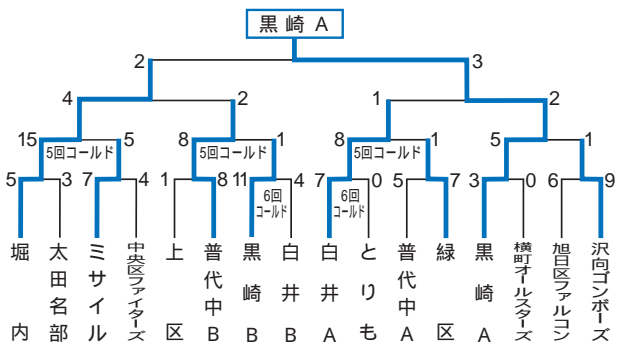 黒崎A
2 3
4 2 1 2
15 5 8 1 8 1 5 1
5回コールド 5回コールド 5回コールド
5 3 7 4 1 8 11 4 7 0 5 7 3 0 6 9
6回コールド 6回コールド
堀内
太田名部
ミサイル
中央区ファイターズ
上区
普代中B
黒崎B
白井B
白井A
とりも
普代中A
緑区
黒崎A
横町オールスターズ
旭日区ファルコン
沢向ゴンボーズ